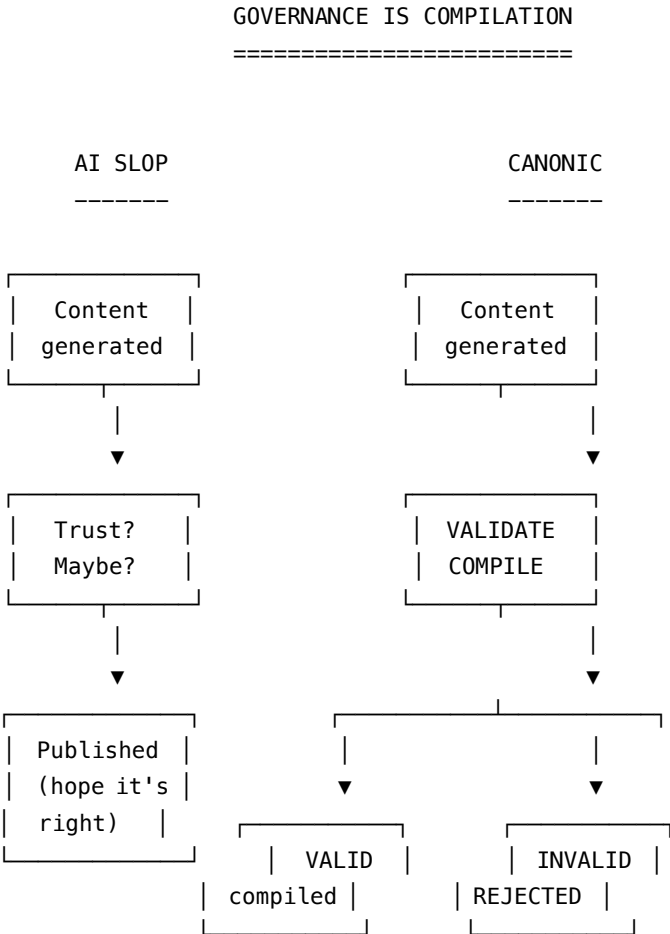 GOVERNANCE IS COMPILATION
=========================
AI SLOP
-------
CANONIC
-------
Content
generated
Content
generated
Trust?
Maybe?
VALIDATE
COMPILE
Published
(hope it's
right)
VALID
compiled
INVALID
REJECTED